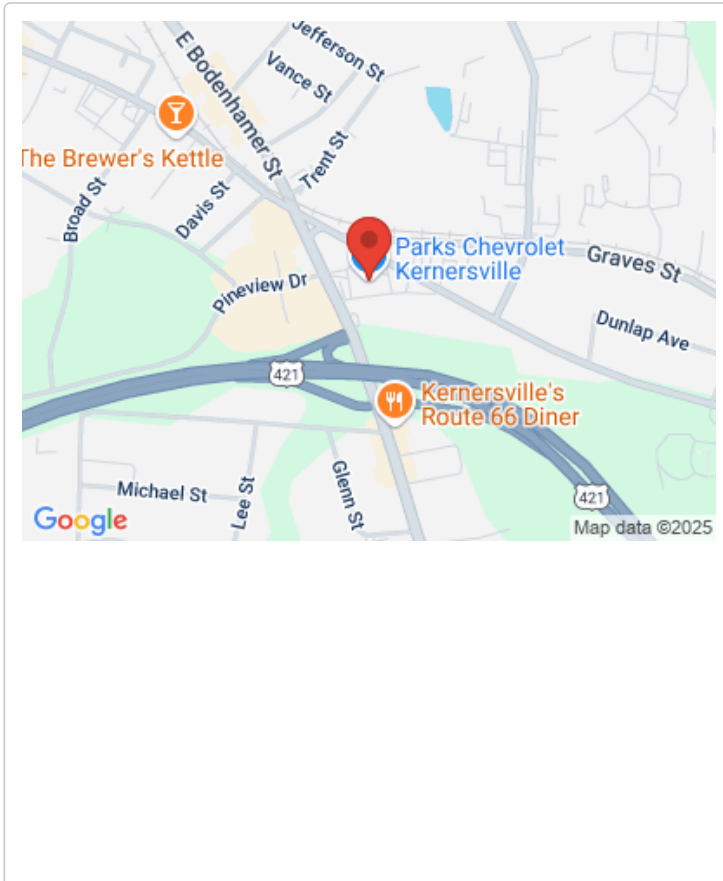 Jefferson St
E Bodenhamer St
Vance St
The Brewer's Kettle
Trent St
Broad St
Davis St
Parks Chevrolet
Kernersville
Graves St
Pineview Dr
Dunlap Ave
421
Kernersville's
Route 66 Diner
Glenn St
Michael St
Lee St
421
Google
Map data ©2025